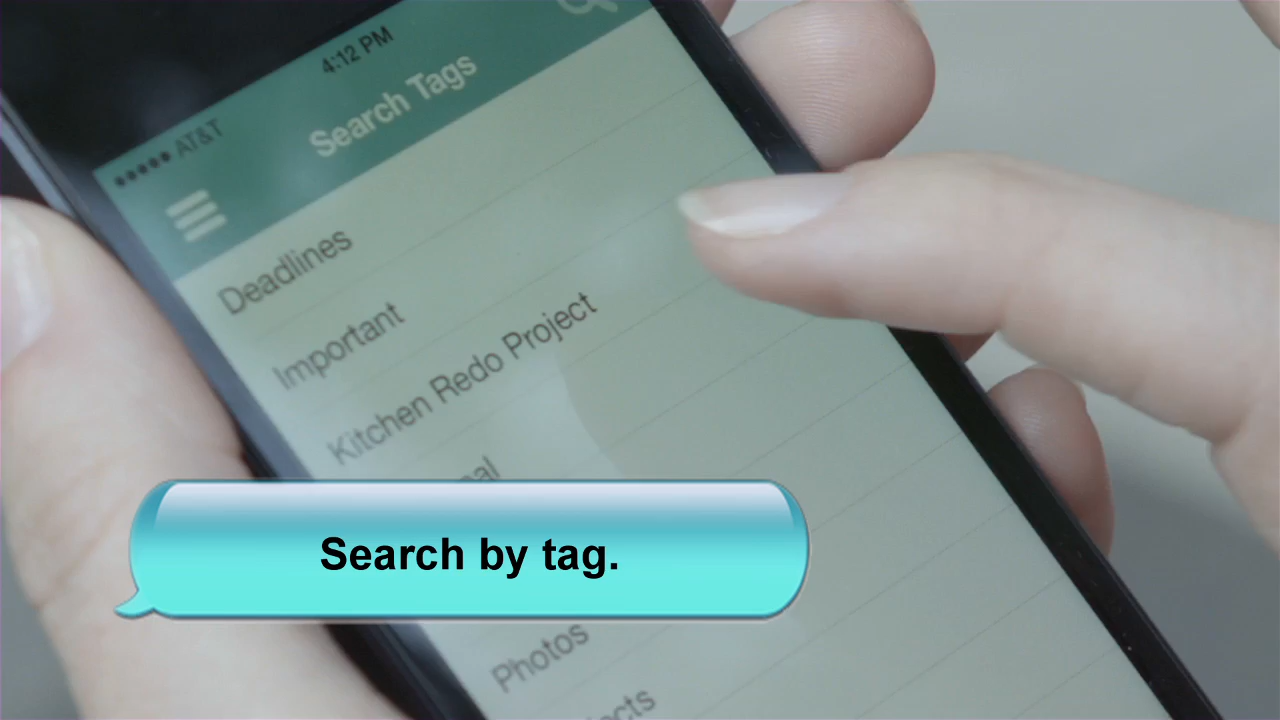 4:12 PM
AT&T
Search Tags
Deadlines
Important
Kitchen Redo Project
Search by tag.
Photos